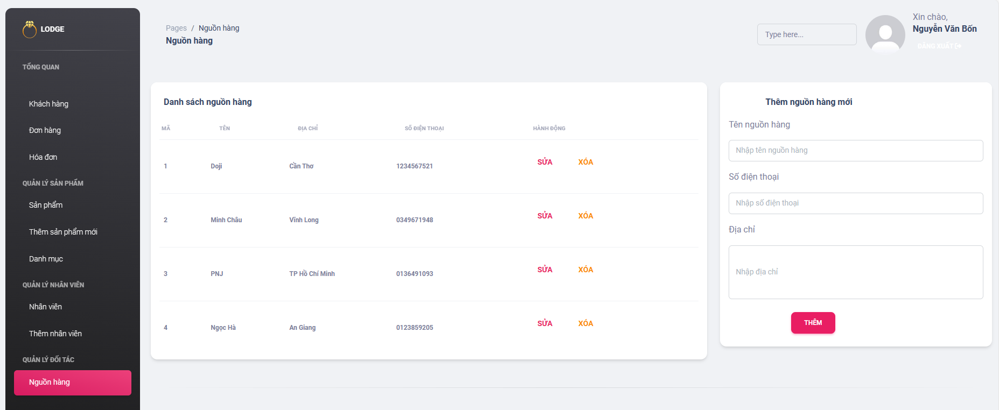 LODGE
TỔNG QUAN
Khách hàng
Đơn hàng
Hóa đơn
QUẢN LÝ SẢN PHẨM
Sản phẩm
Thêm sản phẩm mới
Danh mục
QUẢN LÝ NHÂN VIÊN
Nhân viên
Thêm nhân viên
QUẢN LÝ ĐỐI TÁC
Nguồn hàng
Pages / Nguồn hàng
Nguồn hàng
Type here...
Xin chào,
Nguyễn Văn Bốn
ĐĂNG XUẤT
Danh sách nguồn hàng
MÃ TÊN ĐỊA CHỈ SỐ ĐIỆN THOẠI HÀNH ĐỘNG
1 Doji Cần Thơ 1234567521 SỬA XÓA
2 Minh Châu Vĩnh Long 0349671948 SỬA XÓA
3 PNJ TP Hồ Chí Minh 0136491093 SỬA XÓA
4 Ngọc Hà An Giang 0123859205 SỬA XÓA
Thêm nguồn hàng mới
Tên nguồn hàng
Nhập tên nguồn hàng
Số điện thoại
Nhập số điện thoại
Địa chỉ
Nhập địa chỉ
THÊM